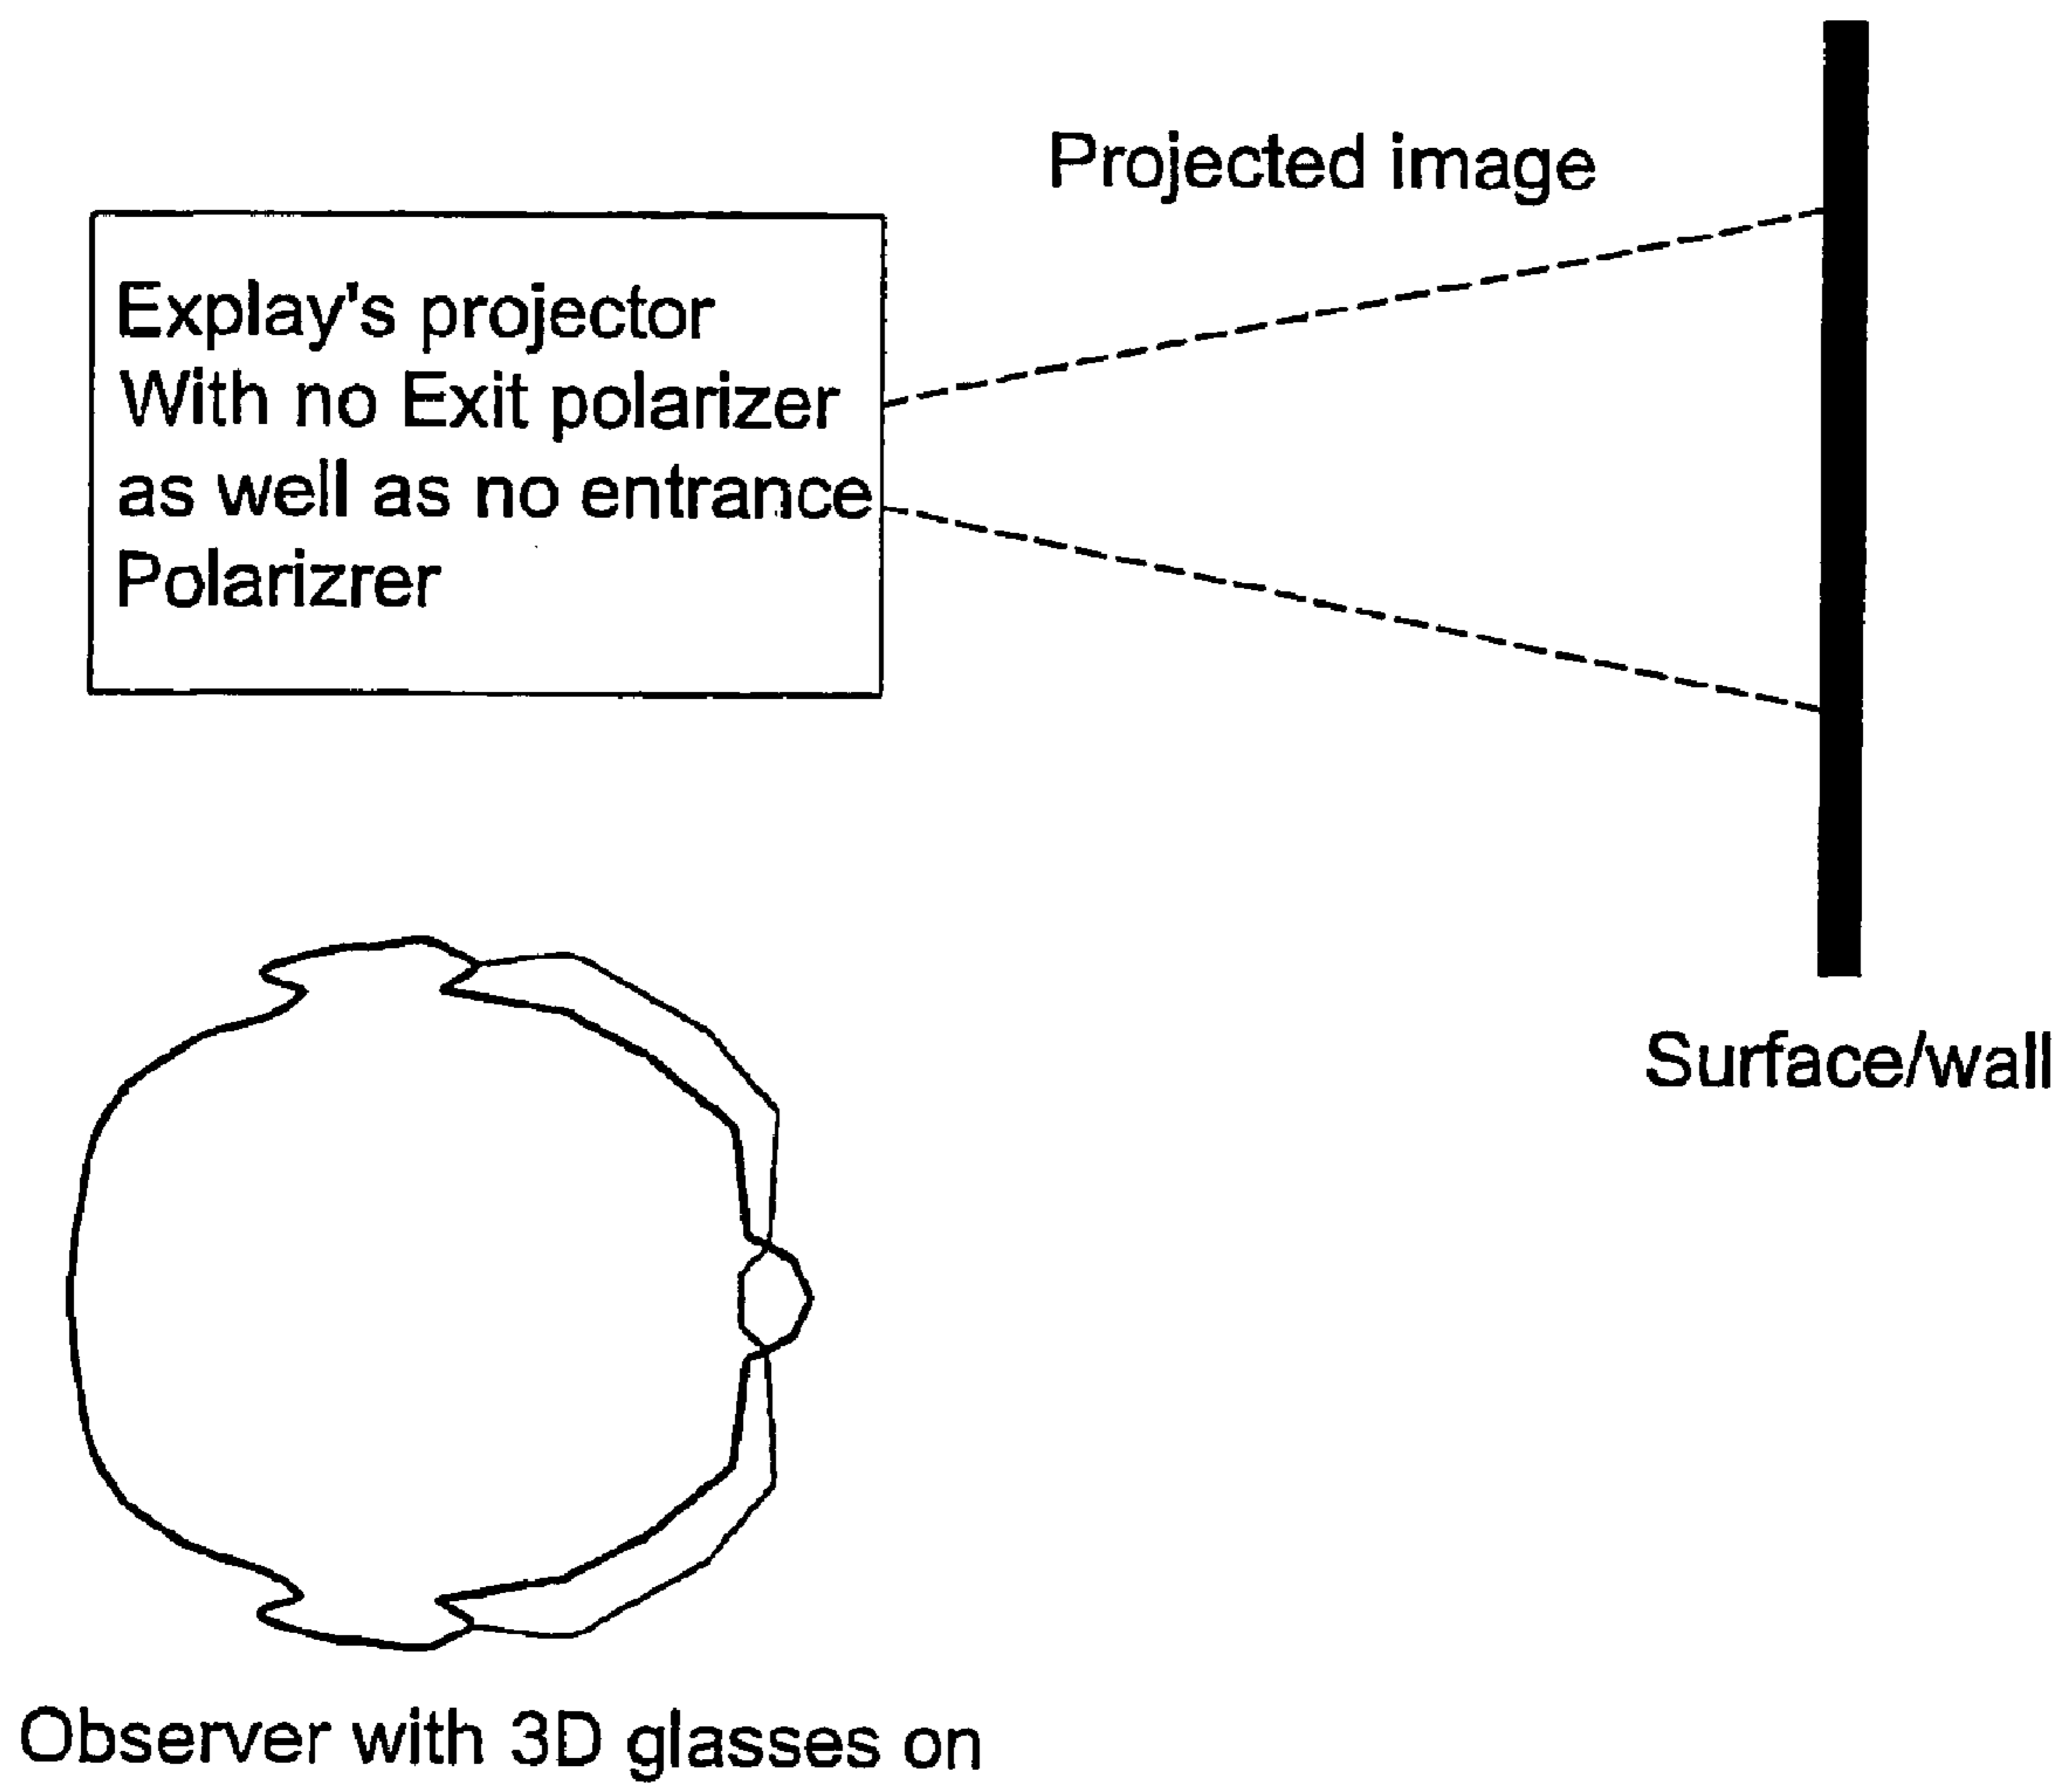 Projected image
Explay's projector
With no Exit polarizer
as well as no entrance
Polarizrer
Surface/wall
Observer with 3D glasses on